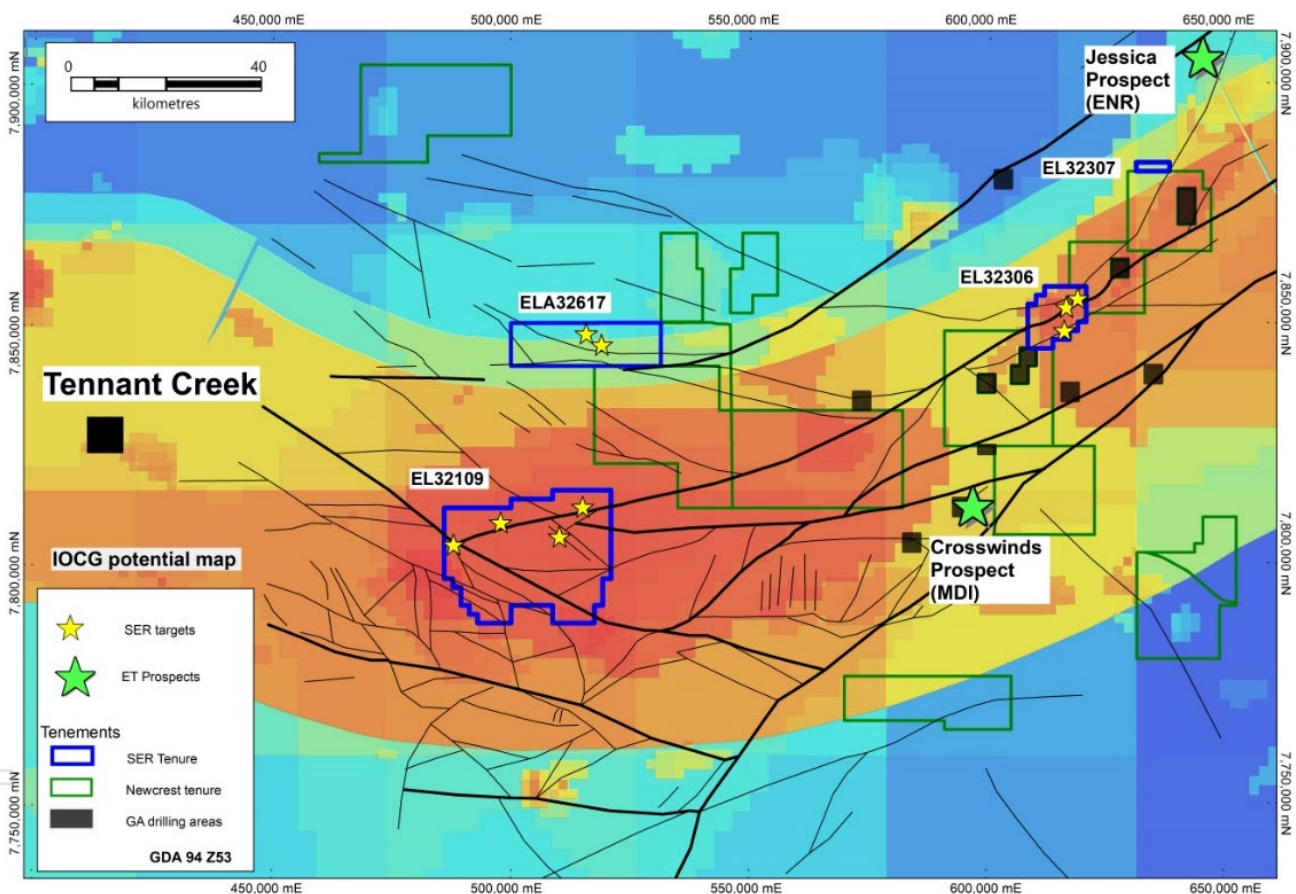 450,000 mE
500,000 mE
550,000 mE
600,000 mE
650,000 mE
0
40
kilometres
Jessica
Prospect
(ENR)
7,900,000 mN
7,900,000 mN
EL32307
EL32306
ELA32617
7,850,000 mN
7,850,000 mN
Tennant Creek
EL32109
IOCG potential map
Crosswinds
Prospect
(MDI)
7,800,000 mN
7,800,000 mN
SER targets
ET Prospects
Tenements
SER Tenure
Newcrest tenure
GA drilling areas
GDA 94 Z53
7,750,000 mN
7,750,000 mN
450,000 mE
500,000 mE
550,000 mE
600,000 mE
650,000 mE